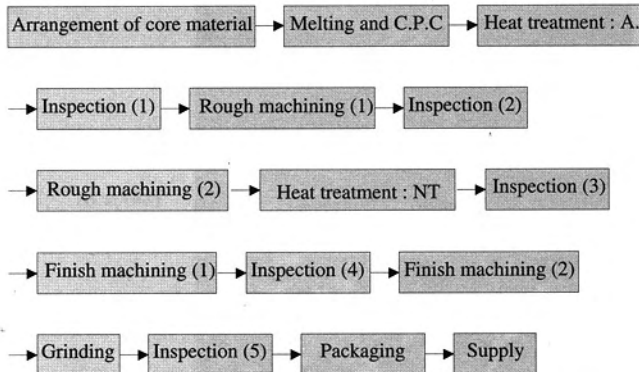 Arrangement of core material Melting and C.P.C Heat treatment : A.
Inspection (1) Rough machining (1) Inspection (2)
Rough machining (2) Heat treatment : NT Inspection (3)
Finish machining (1) Inspection (4) Finish machining (2)
Grinding Inspection (5) Packaging Supply